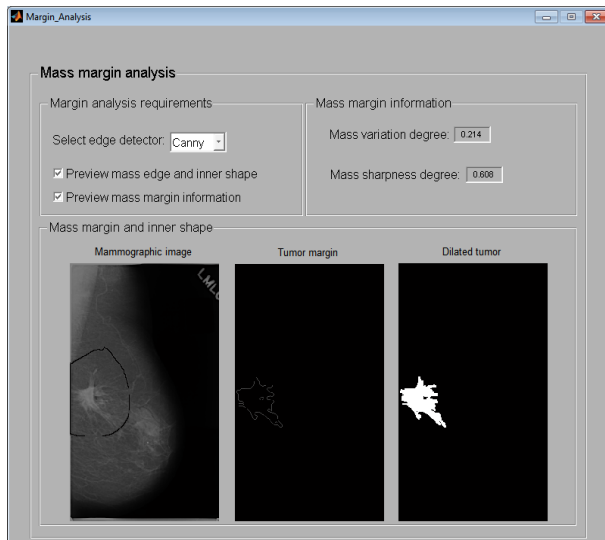 Margin_Analysis
Mass margin analysis
Margin analysis requirements
Select edge detector: Canny
Preview mass edge and inner shape
Preview mass margin information
Mass margin information
Mass variation degree: 0.214
Mass sharpness degree: 0.608
Mass margin and inner shape
Mammographic image
Tumor margin
Dilated tumor